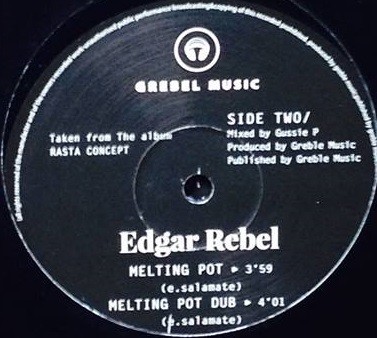 GREBEL MUSIC
Taken from The album
RASTA CONCEPT
SIDE TWO/
Mixed by Gussie P
Produced by Greble Music
Published by Greble Music
Edgar Rebel
MELTING POT ▸ 3"59
(e.salamate)
MELTING POT DUB ▸ 4"01
(e.salamate)